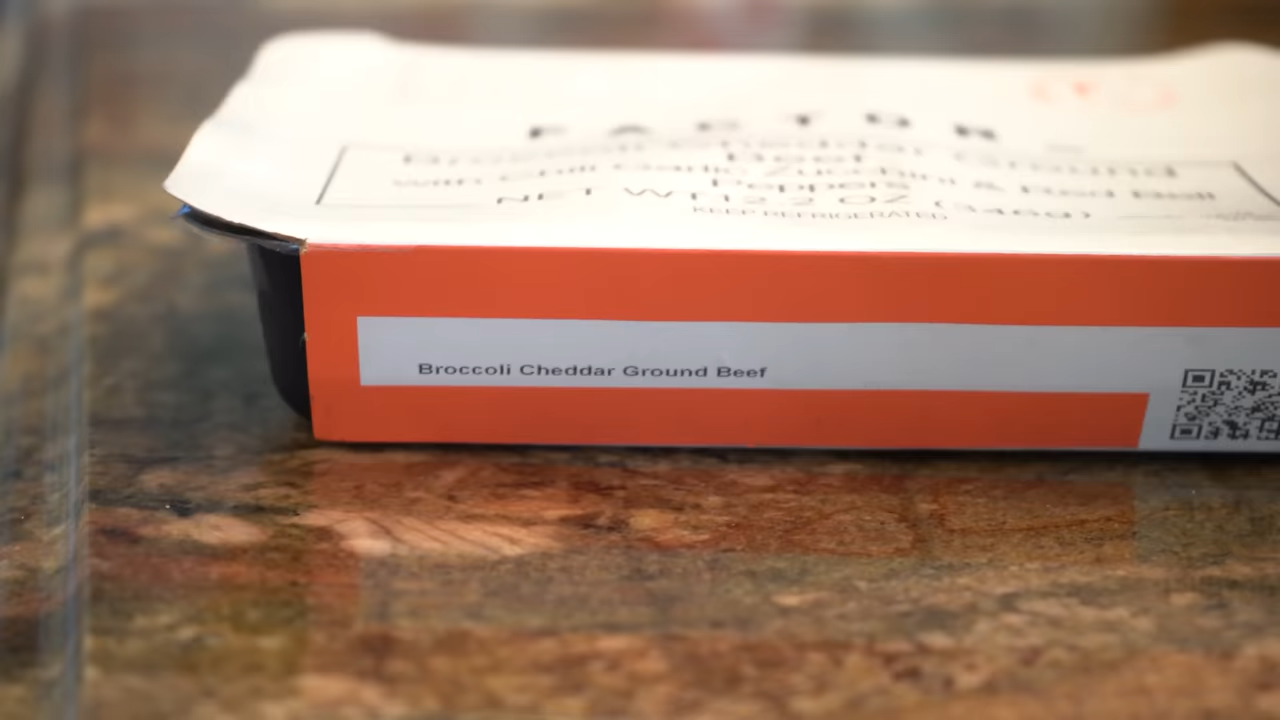 FACTOR
Broccoli Cheddar Ground
Beef
with Chili Garlic Zucchini & Red Bell
Peppers
NET WT 12.2 OZ (346g)
KEEP REFRIGERATED
Broccoli Cheddar Ground Beef